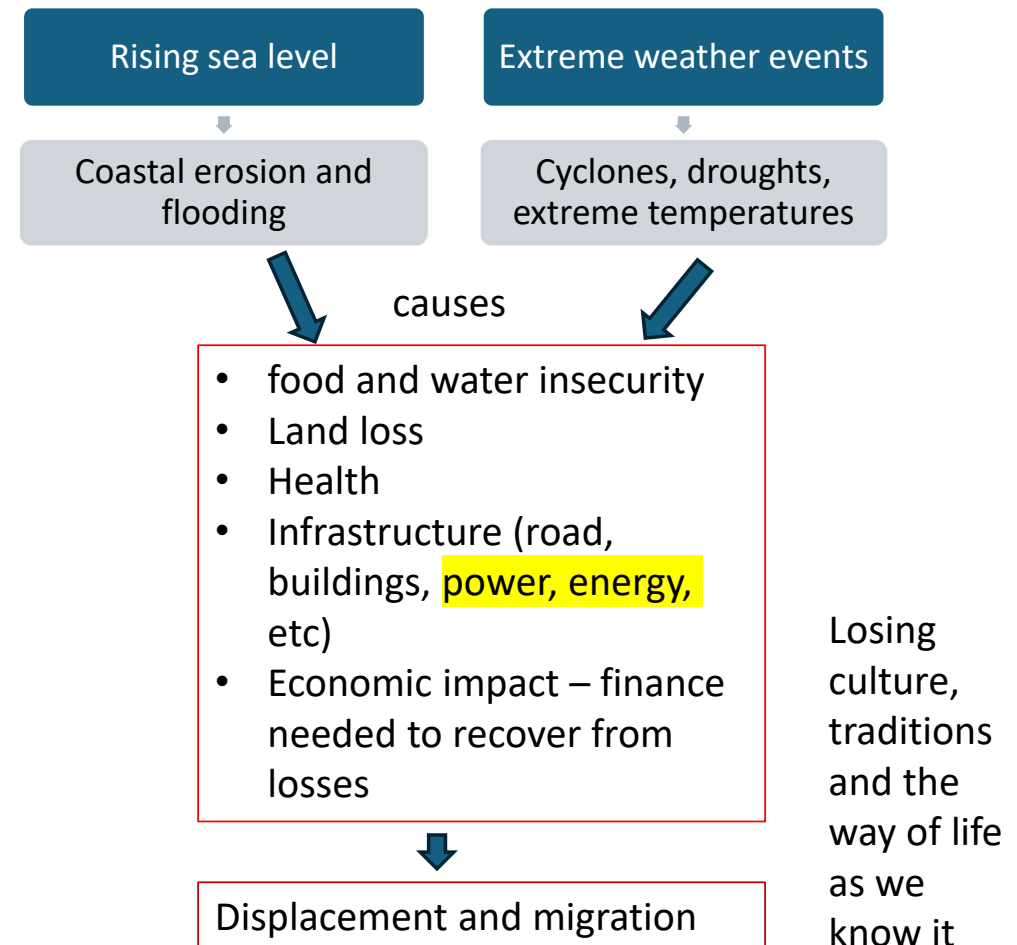 Rising sea level
Extreme weather events
Coastal erosion and
flooding
Cyclones, droughts,
extreme temperatures
causes
• food and water insecurity
• Land loss
• Health
• Infrastructure (road,
buildings, power, energy,
etc)
• Economic impact – finance
needed to recover from
losses
Losing
culture,
traditions
and the
way of life
as we
know it
Displacement and migration